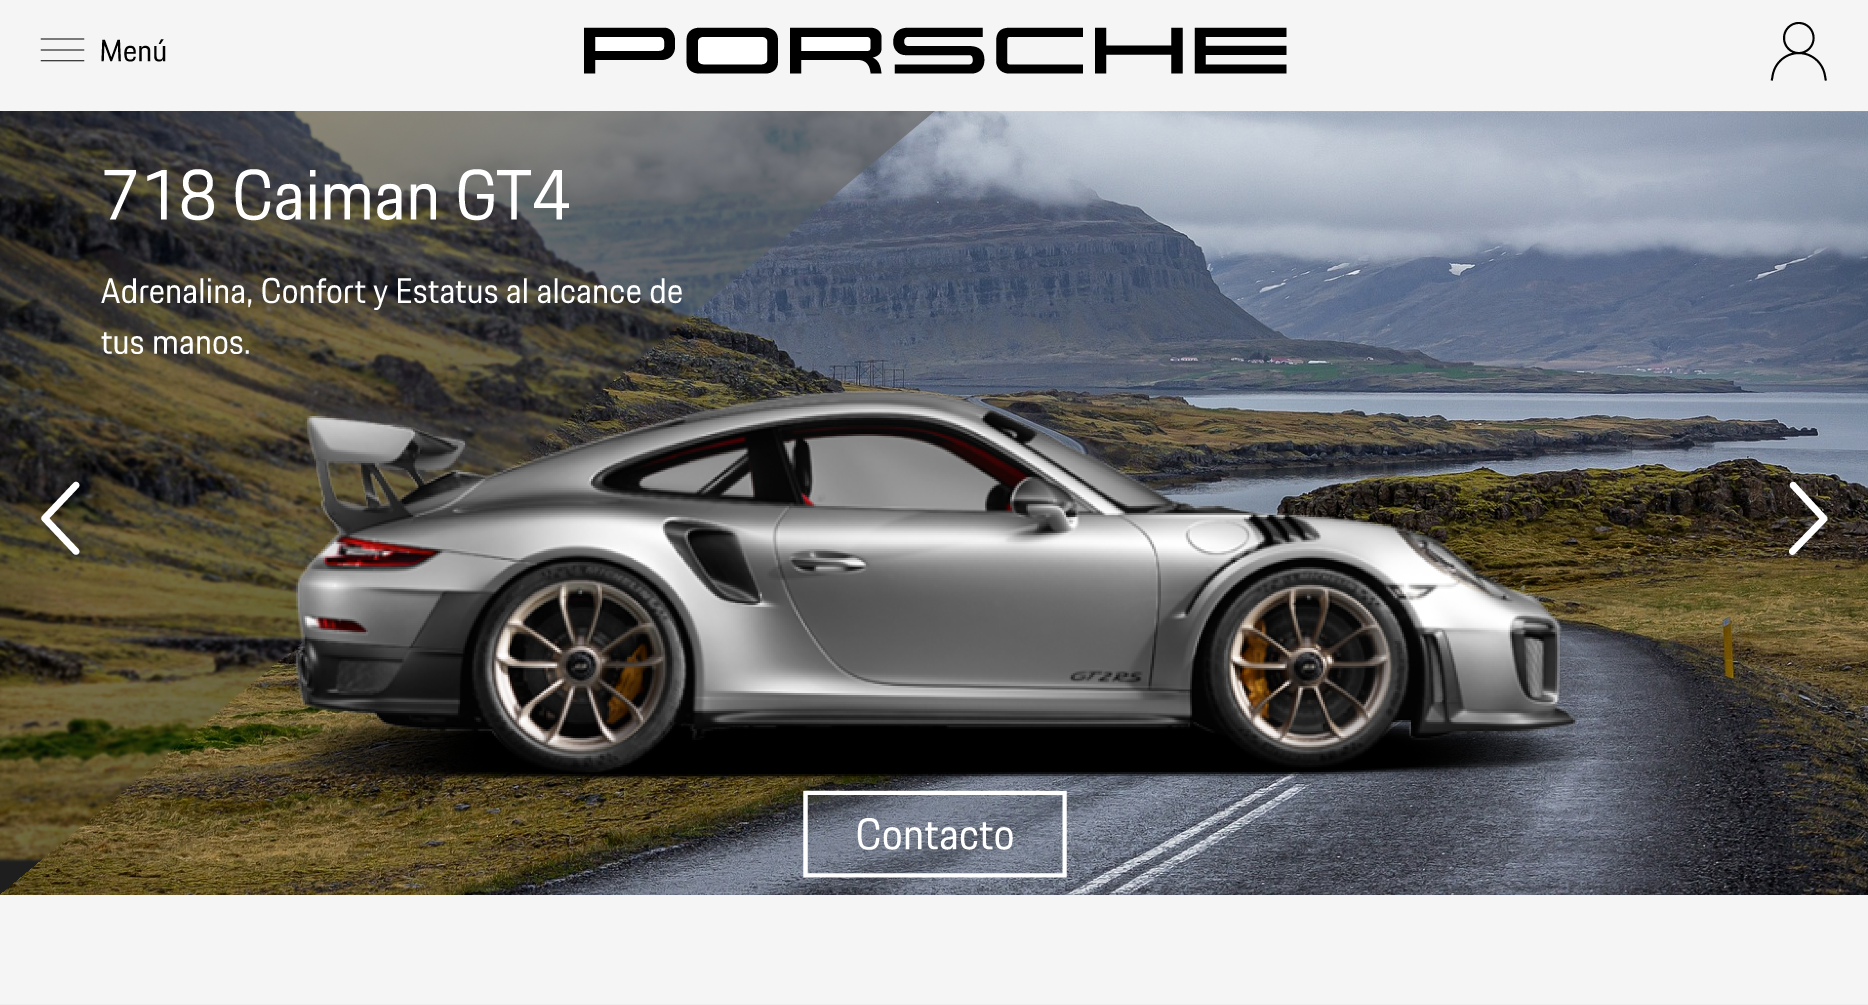 Menú
PORSCHE
718 Caiman GT4
Adrenalina, Confort y Estatus al alcance de
tus manos.
GT2RS
Contacto